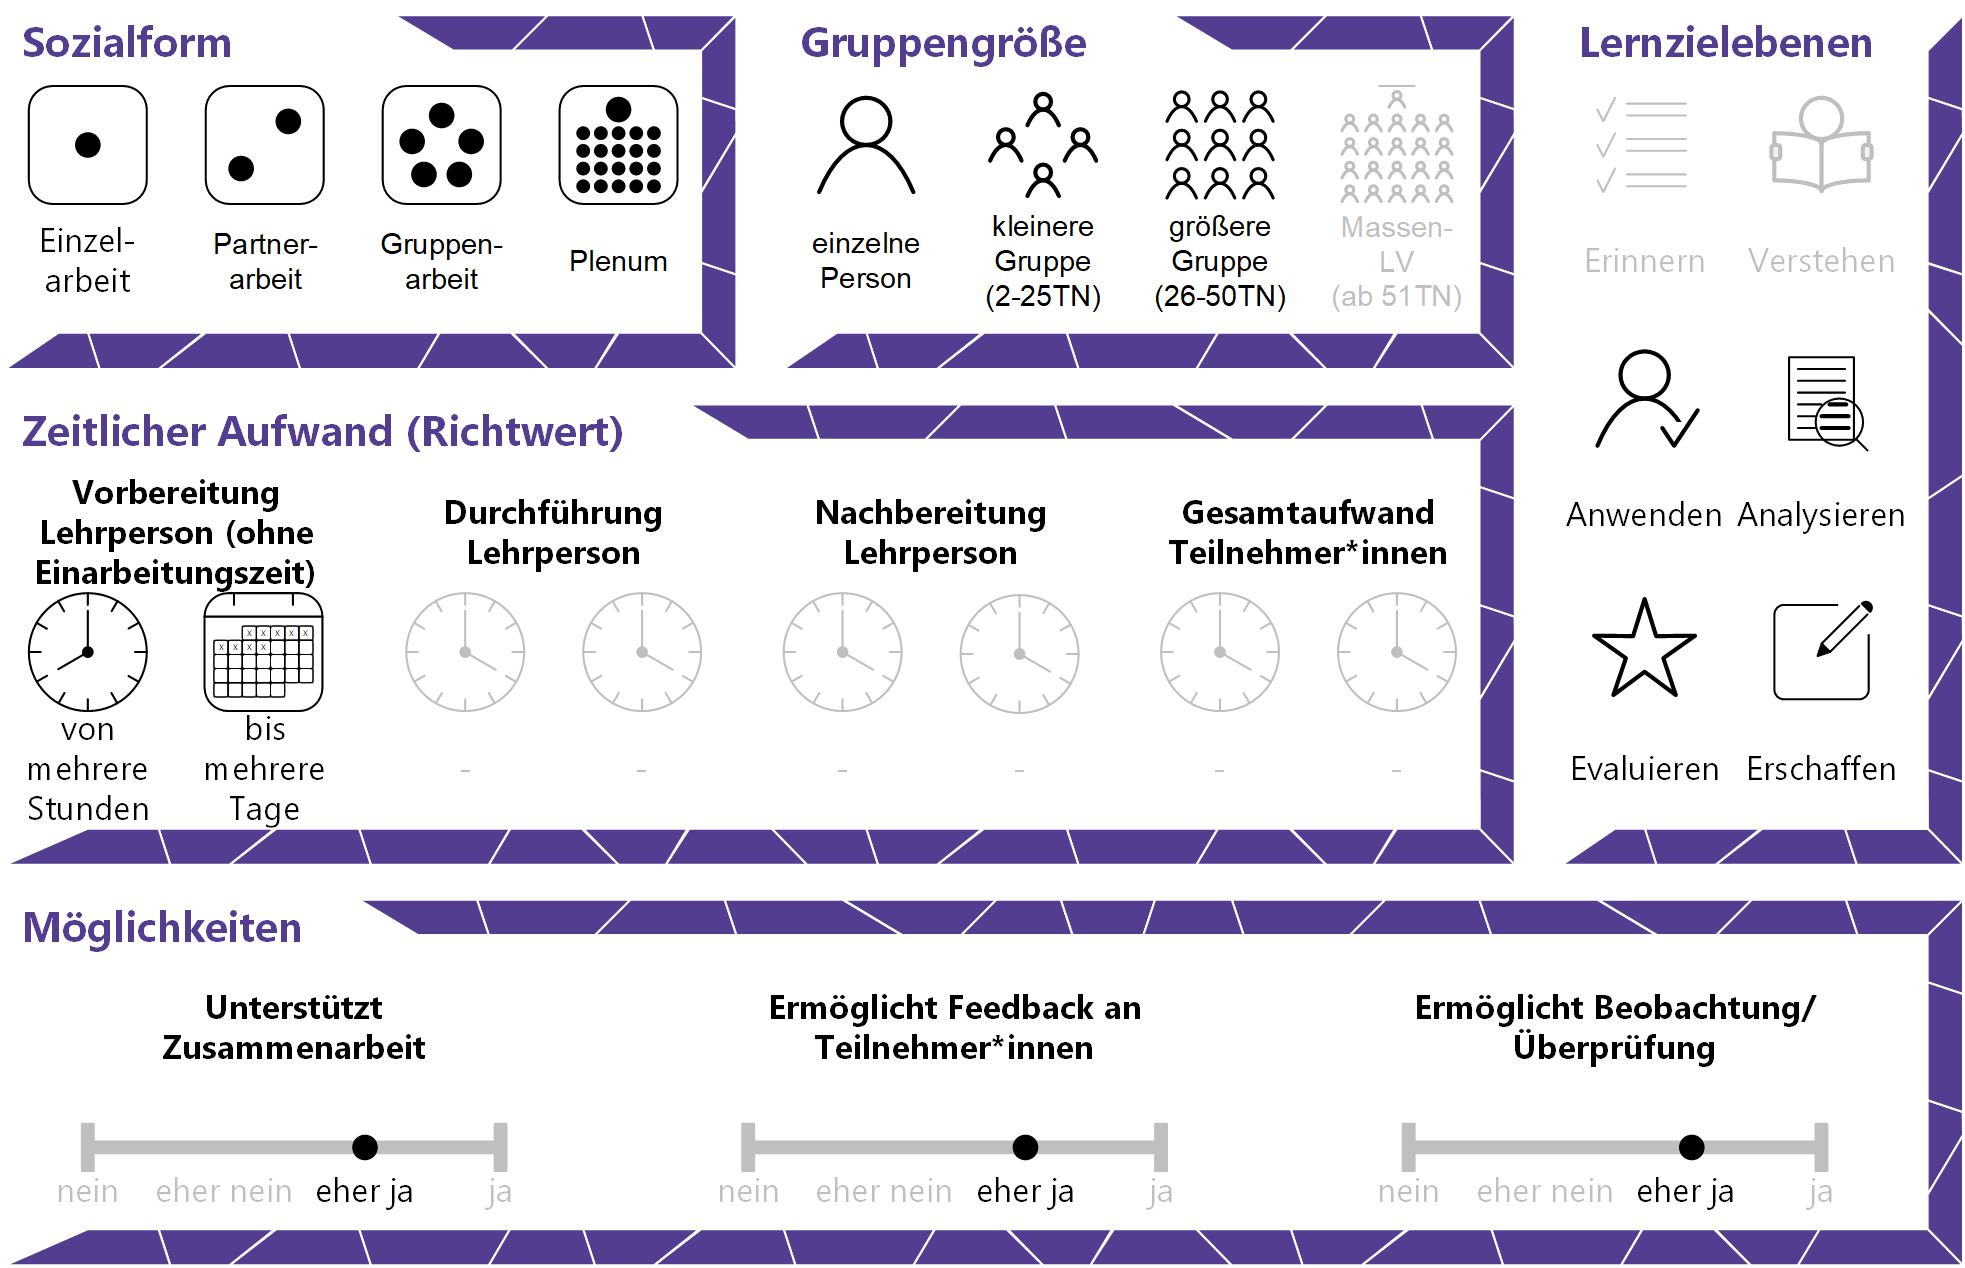 Sozialform
Einzel-
arbeit
Partner-
arbeit
Gruppen-
arbeit
Plenum
Gruppengröße
einzelne
Person
kleinere
Gruppe
(2-25TN)
größere
Gruppe
(26-50TN)
Massen-
LV
(ab 51TN)
Lernzielebenen
Erinnern
Verstehen
Anwenden
Analysieren
Evaluieren
Erschaffen
Zeitlicher Aufwand (Richtwert)
Vorbereitung
Lehrperson (ohne
Einarbeitungszeit)
x x x x x
x x x x
von
mehrere
Stunden
bis
mehrere
Tage
Durchführung
Lehrperson
-
-
Nachbereitung
Lehrperson
-
-
Gesamtaufwand
Teilnehmer*innen
-
-
Möglichkeiten
Unterstützt
Zusammenarbeit
nein eher nein eher ja ja
Ermöglicht Feedback an
Teilnehmer*innen
nein eher nein eher ja ja
Ermöglicht Beobachtung/
Überprüfung
nein eher nein eher ja ja